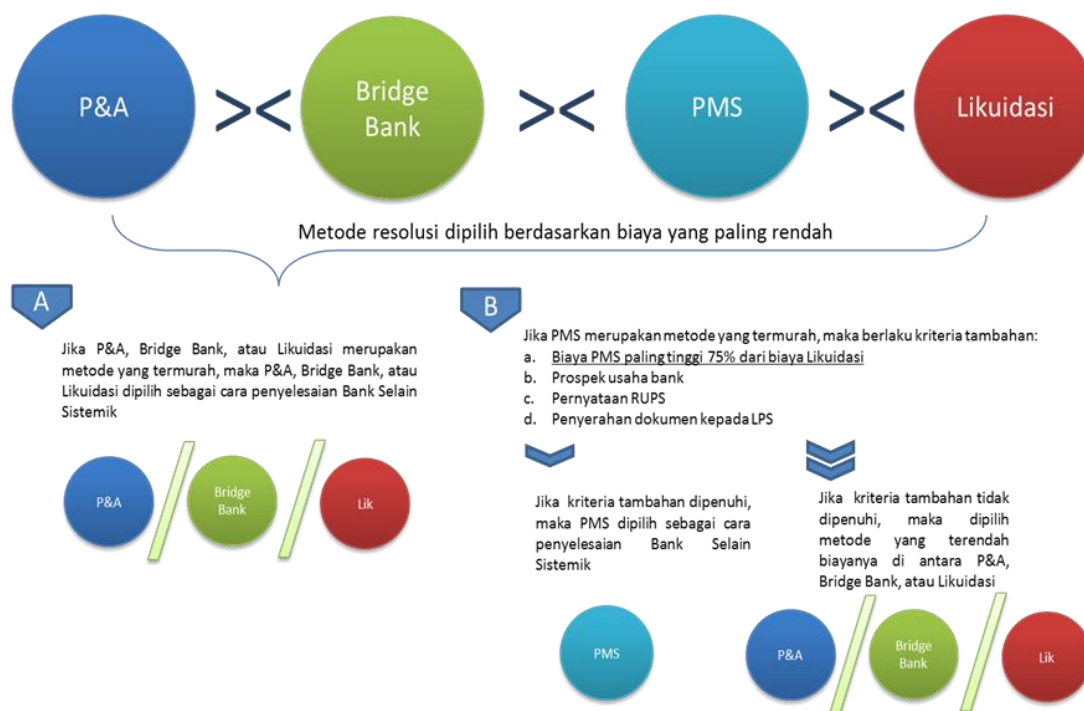 P&A
><
Bridge
Bank
><
PMS
><
Likuidasi
Metode resolusi dipilih berdasarkan biaya yang paling rendah
A
Jika P&A, Bridge Bank, atau Likuidasi merupakan
metode yang termurah, maka P&A, Bridge Bank, atau
Likuidasi dipilih sebagai cara penyelesaian Bank Selain
Sistemik
P&A
Bridge
Bank
Lik
B
Jika PMS merupakan metode yang termurah, maka berlaku kriteria tambahan:
a. Biaya PMS paling tinggi 75% dari biaya Likuidasi
b. Prospek usaha bank
c. Pernyataan RUPS
d. Penyerahan dokumen kepada LPS
Jika kriteria tambahan dipenuhi,
maka PMS dipilih sebagai cara
penyelesaian Bank Selain
Sistemik
PMS
Jika kriteria tambahan tidak
dipenuhi, maka dipilih
metode yang terendah
biayanya di antara P&A,
Bridge Bank, atau Likuidasi
P&A
Bridge
Bank
Lik